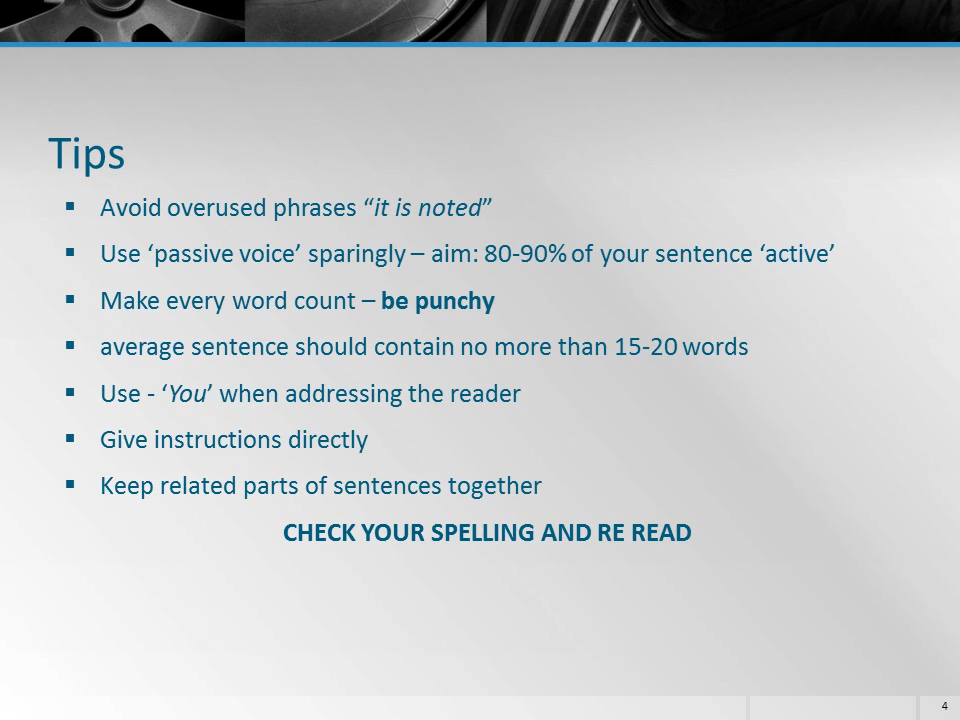 Tips
▪ Avoid overused phrases “it is noted”
▪ Use ‘passive voice’ sparingly – aim: 80-90% of your sentence ‘active’
▪ Make every word count – be punchy
▪ average sentence should contain no more than 15-20 words
▪ Use - ‘You’ when addressing the reader
▪ Give instructions directly
▪ Keep related parts of sentences together
CHECK YOUR SPELLING AND RE READ
4